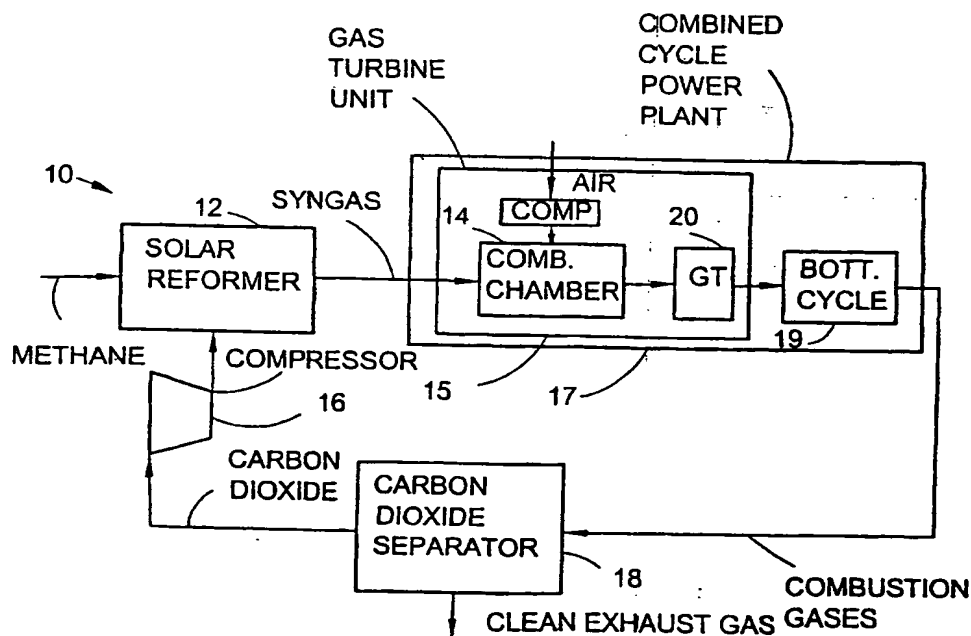 GAS
TURBINE
UNIT
COMBINED
CYCLE
POWER
PLANT
10
12
SYNGAS
AIR
COMP
14
20
SOLAR
REFORMER
COMB.
CHAMBER
GT
BOTT.
CYCLE
19
METHANE
COMPRESSOR
16
15
17
CARBON
DIOXIDE
CARBON
DIOXIDE
SEPARATOR
18
COMBUSTION
GASES
CLEAN EXHAUST GAS